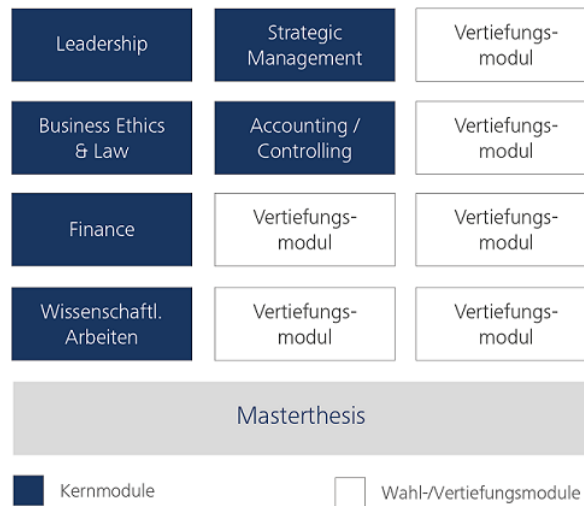 Leadership
Strategic
Management
Vertiefungs-
modul
Business Ethics
& Law
Accounting /
Controlling
Vertiefungs-
modul
Finance
Vertiefungs-
modul
Vertiefungs-
modul
Wissenschaftl.
Arbeiten
Vertiefungs-
modul
Vertiefungs-
modul
Masterthesis
Kernmodule
Wahl-/Vertiefungsmodule